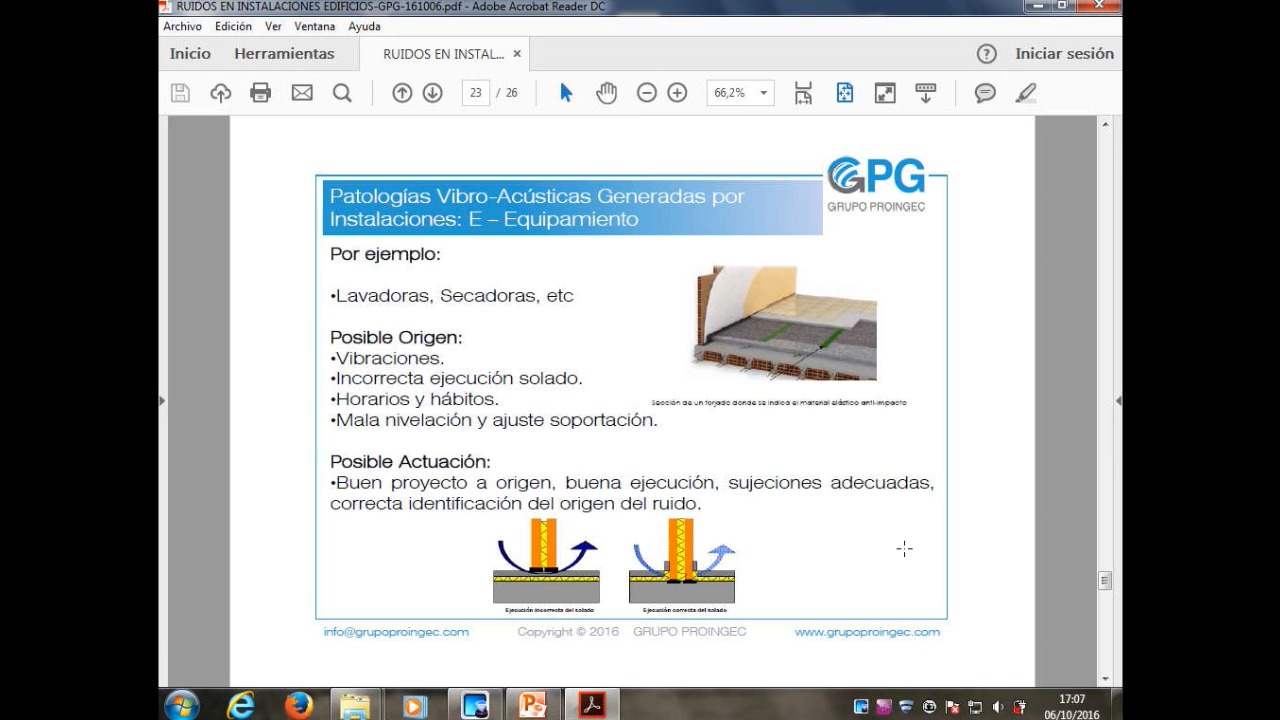 RUIDOS EN INSTALACIONES EDIFICIOS-GPG-161006.pdf - Adobe Acrobat Reader DC
Archivo Edición Ver Ventana Ayuda
Inicio Herramientas RUIDOS EN INSTAL... × Iniciar sesión
23 / 26 66,2%
GPG
GRUPO PROINGEC
Patologías Vibro-Acústicas Generadas por
Instalaciones: E – Equipamiento
Por ejemplo:
•Lavadoras, Secadoras, etc
Posible Origen:
•Vibraciones.
•Incorrecta ejecución solado.
•Horarios y hábitos.
Sección de un forjado donde se indica el material elástico anti-impacto
•Mala nivelación y ajuste soportación.
Posible Actuación:
•Buen proyecto a origen, buena ejecución, sujeciones adecuadas,
correcta identificación del origen del ruido.
Ejecución incorrecta del solado Ejecución correcta del solado
info@grupoproingec.com Copyright © 2016 GRUPO PROINGEC www.grupoproingec.com
17:07
06/10/2016